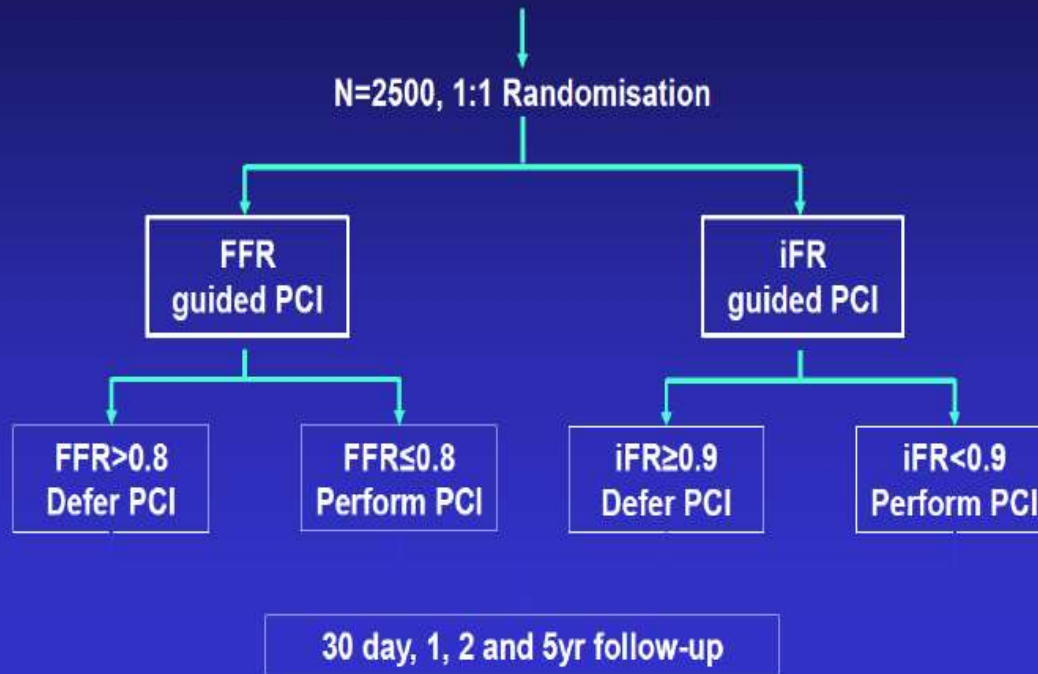 N=2500, 1:1 Randomisation
FFR
guided PCI
iFR
guided PCI
FFR>0.8
Defer PCI
FFR≤0.8
Perform PCI
iFR≥0.9
Defer PCI
iFR<0.9
Perform PCI
30 day, 1, 2 and 5yr follow-up